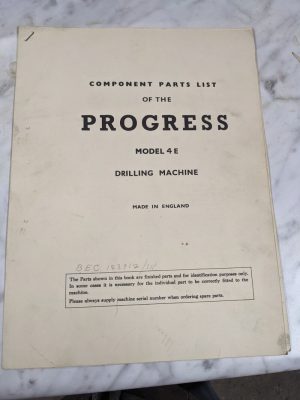 COMPONENT PARTS LIST
OF THE
PROGRESS
MODEL 4E
DRILLING MACHINE
MADE IN ENGLAND
The Parts shown in this book are finished parts and for identification purposes only.
In some cases it is necessary for the individual part to be correctly fitted to the
machine.
Please always supply machine serial number when ordering spare parts.